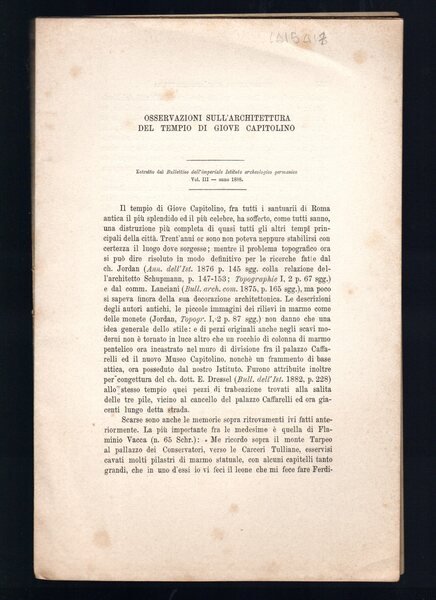 OSSERVAZIONI SULL'ARCHITETTURA
DEL TEMPIO DI GIOVE CAPITOLINO
Estratto dal Bullettino dell'imperiale Istituto archeologico germanico
Vol. III — anno 1888.
Il tempio di Giove Capitolino, fra tutti i santuarii di Roma
antica il più splendido ed il più celebre, ha sofferto, come tutti sanno,
una distruzione più completa di quasi tutti gli altri tempî prin-
cipali della città. Trent'anni or sono non poteva neppure stabilirsi con
certezza il luogo dove sorgesse; mentre il problema topografico ora
si può dire risoluto in modo definitivo per le ricerche fatte dal
ch. Jordan (Ann. dell'Ist. 1876 p. 145 sgg. colla relazione del-
l'architetto Schupmann, p. 147-153; Topographie I, 2 p. 67 sgg.)
e dal comm. Lanciani (Bull. arch. com. 1875, p. 165 sgg.), ma poco
si sapeva finora della sua decorazione architettonica. Le descrizioni
degli autori antichi, le piccole immagini dei rilievi in marmo come
delle monete (Jordan, Topogr. I, 2 p. 87 sgg.) non danno che una
idea generale dello stile: e di pezzi originali anche negli scavi mo-
derni non è tornato in luce altro che un rocchio di colonna di marmo
pentelico ora incastrato nel muro di divisione fra il palazzo Caffa-
relli ed il nuovo Museo Capitolino, nonchè un frammento di base
attica, ora posseduto dal nostro Istituto. Furono attribuite inoltre
per congettura del ch. dott. E. Dressel (Bull. dell'Ist. 1882, p. 228)
allo stesso tempio quei pezzi di trabeazione trovati alla salita
delle tre pile, vicino al cancello del palazzo Caffarelli ed ora gia-
centi lungo detta strada.
Scarse sono anche le memorie sopra ritrovamenti ivi fatti ante-
riormente. La più importante fra le medesime è quella di Fla-
minio Vacca (n. 65 Schr.): « Me ricordo sopra il monte Tarpeo
al pallazzo de Conservatori, verso le Carceri Tulliane, esservisi
cavati molti pilastri di marmo statuale, con alcuni capitelli tanto
grandi, che in uno d'essi io vi feci il leone che mi fece fare Ferdi-